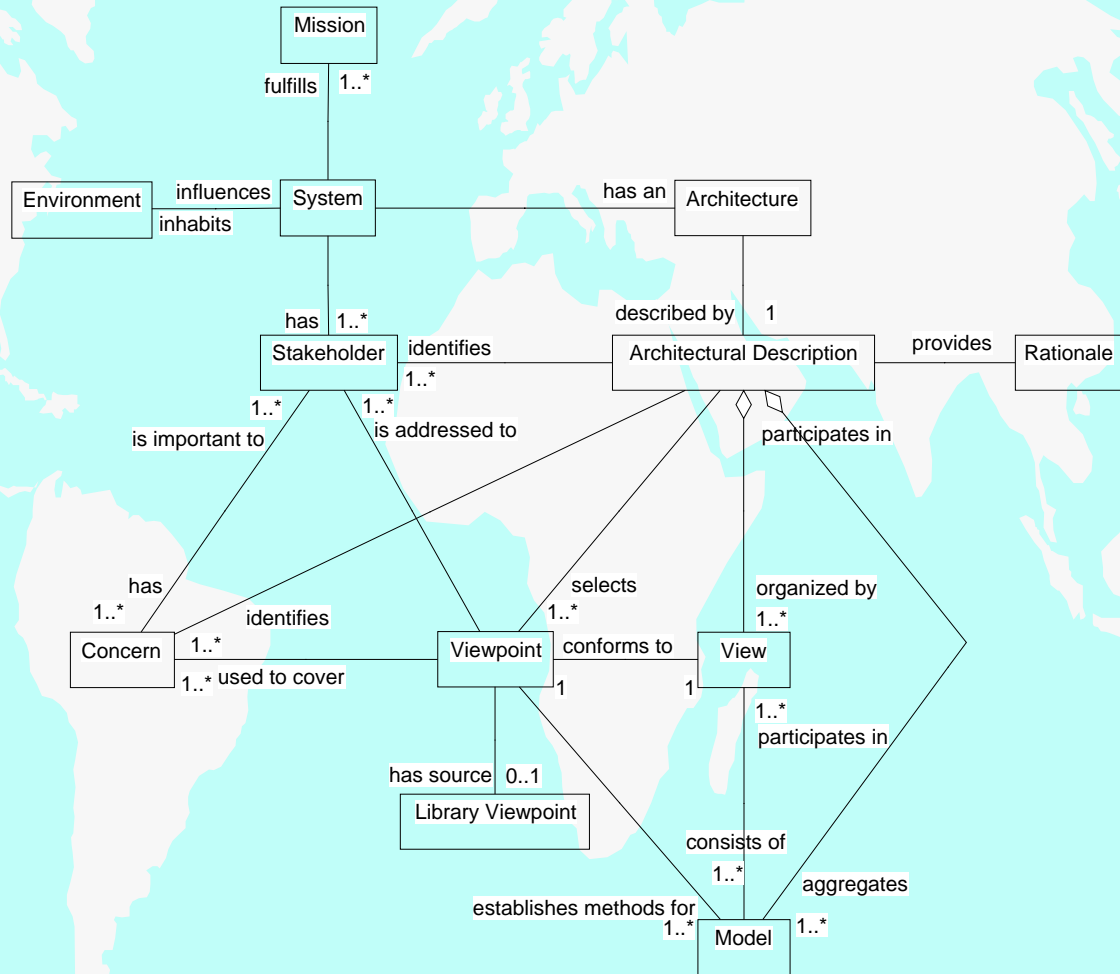 Mission
fulfills
1..*
Environment
influences
inhabits
System
has an
Architecture
has
1..*
described by
1
Stakeholder
identifies
1..*
Architectural Description
provides
Rationale
1..*
is important to
1..*
is addressed to
participates in
has
1..*
identifies
1..*
selects
1..*
organized by
1..*
Concern
1..*
used to cover
Viewpoint
conforms to
1
1
View
1..*
participates in
has source
0..1
Library Viewpoint
consists of
1..*
aggregates
1..*
establishes methods for
1..*
Model